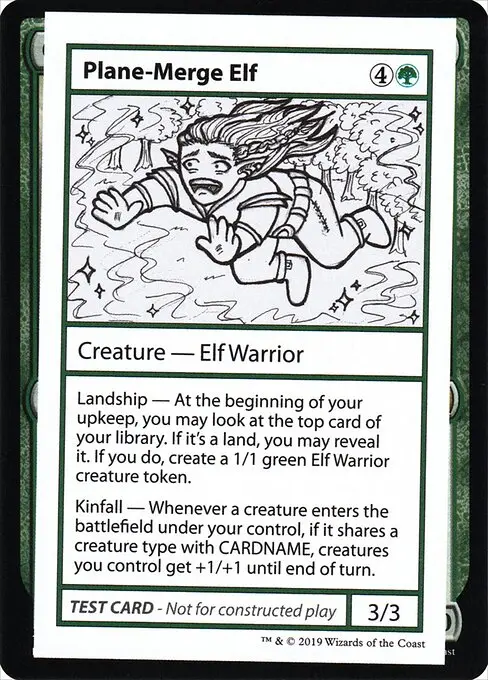 Plane-Merge Elf 4
Creature — Elf Warrior
Landship — At the beginning of your
upkeep, you may look at the top card of
your library. If it's a land, you may reveal
it. If you do, create a 1/1 green Elf Warrior
creature token.
Kinfall — Whenever a creature enters the
battlefield under your control, if it shares a
creature type with CARDNAME, creatures
you control get +1/+1 until end of turn.
TEST CARD - Not for constructed play 3/3
™ & © 2019 Wizards of the Coast